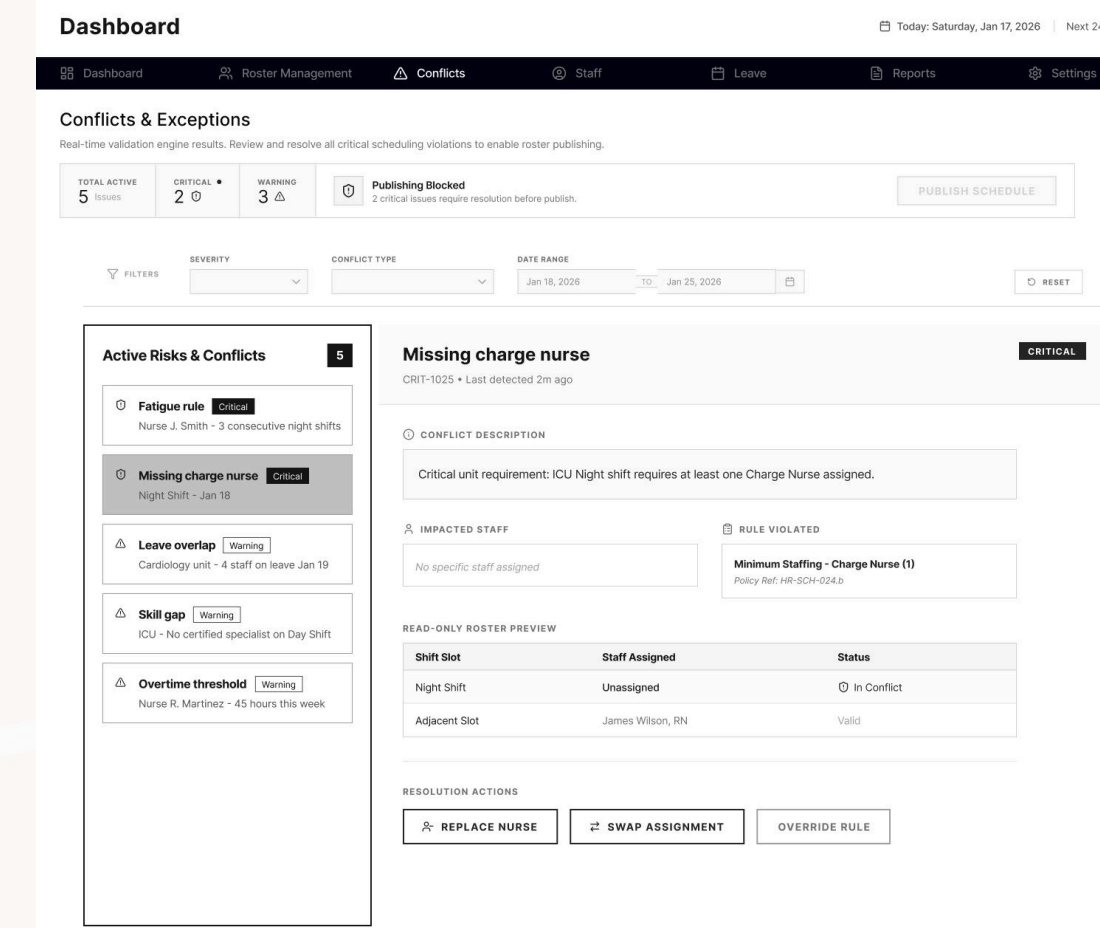 Dashboard
Today: Saturday, Jan 17, 2026
Next 24
Dashboard
Roster Management
Conflicts
Staff
Leave
Reports
Settings
Conflicts & Exceptions
Real-time validation engine results. Review and resolve all critical scheduling violations to enable roster publishing.
TOTAL ACTIVE
5 Issues
CRITICAL •
2
WARNING
3
Publishing Blocked
2 critical issues require resolution before publish.
PUBLISH SCHEDULE
FILTERS
SEVERITY
CONFLICT TYPE
DATE RANGE
Jan 18, 2026
TO
Jan 25, 2026
RESET
Active Risks & Conflicts
5
Fatigue rule Critical
Nurse J. Smith - 3 consecutive night shifts
Missing charge nurse Critical
Night Shift - Jan 18
Leave overlap Warning
Cardiology unit - 4 staff on leave Jan 19
Skill gap Warning
ICU - No certified specialist on Day Shift
Overtime threshold Warning
Nurse R. Martinez - 45 hours this week
Missing charge nurse
CRITICAL
CRIT-1025 • Last detected 2m ago
CONFLICT DESCRIPTION
Critical unit requirement: ICU Night shift requires at least one Charge Nurse assigned.
IMPACTED STAFF
No specific staff assigned
RULE VIOLATED
Minimum Staffing - Charge Nurse (1)
Policy Ref: HR-SCH-024.b
READ-ONLY ROSTER PREVIEW
Shift Slot Staff Assigned Status
Night Shift Unassigned In Conflict
Adjacent Slot James Wilson, RN Valid
RESOLUTION ACTIONS
REPLACE NURSE
SWAP ASSIGNMENT
OVERRIDE RULE